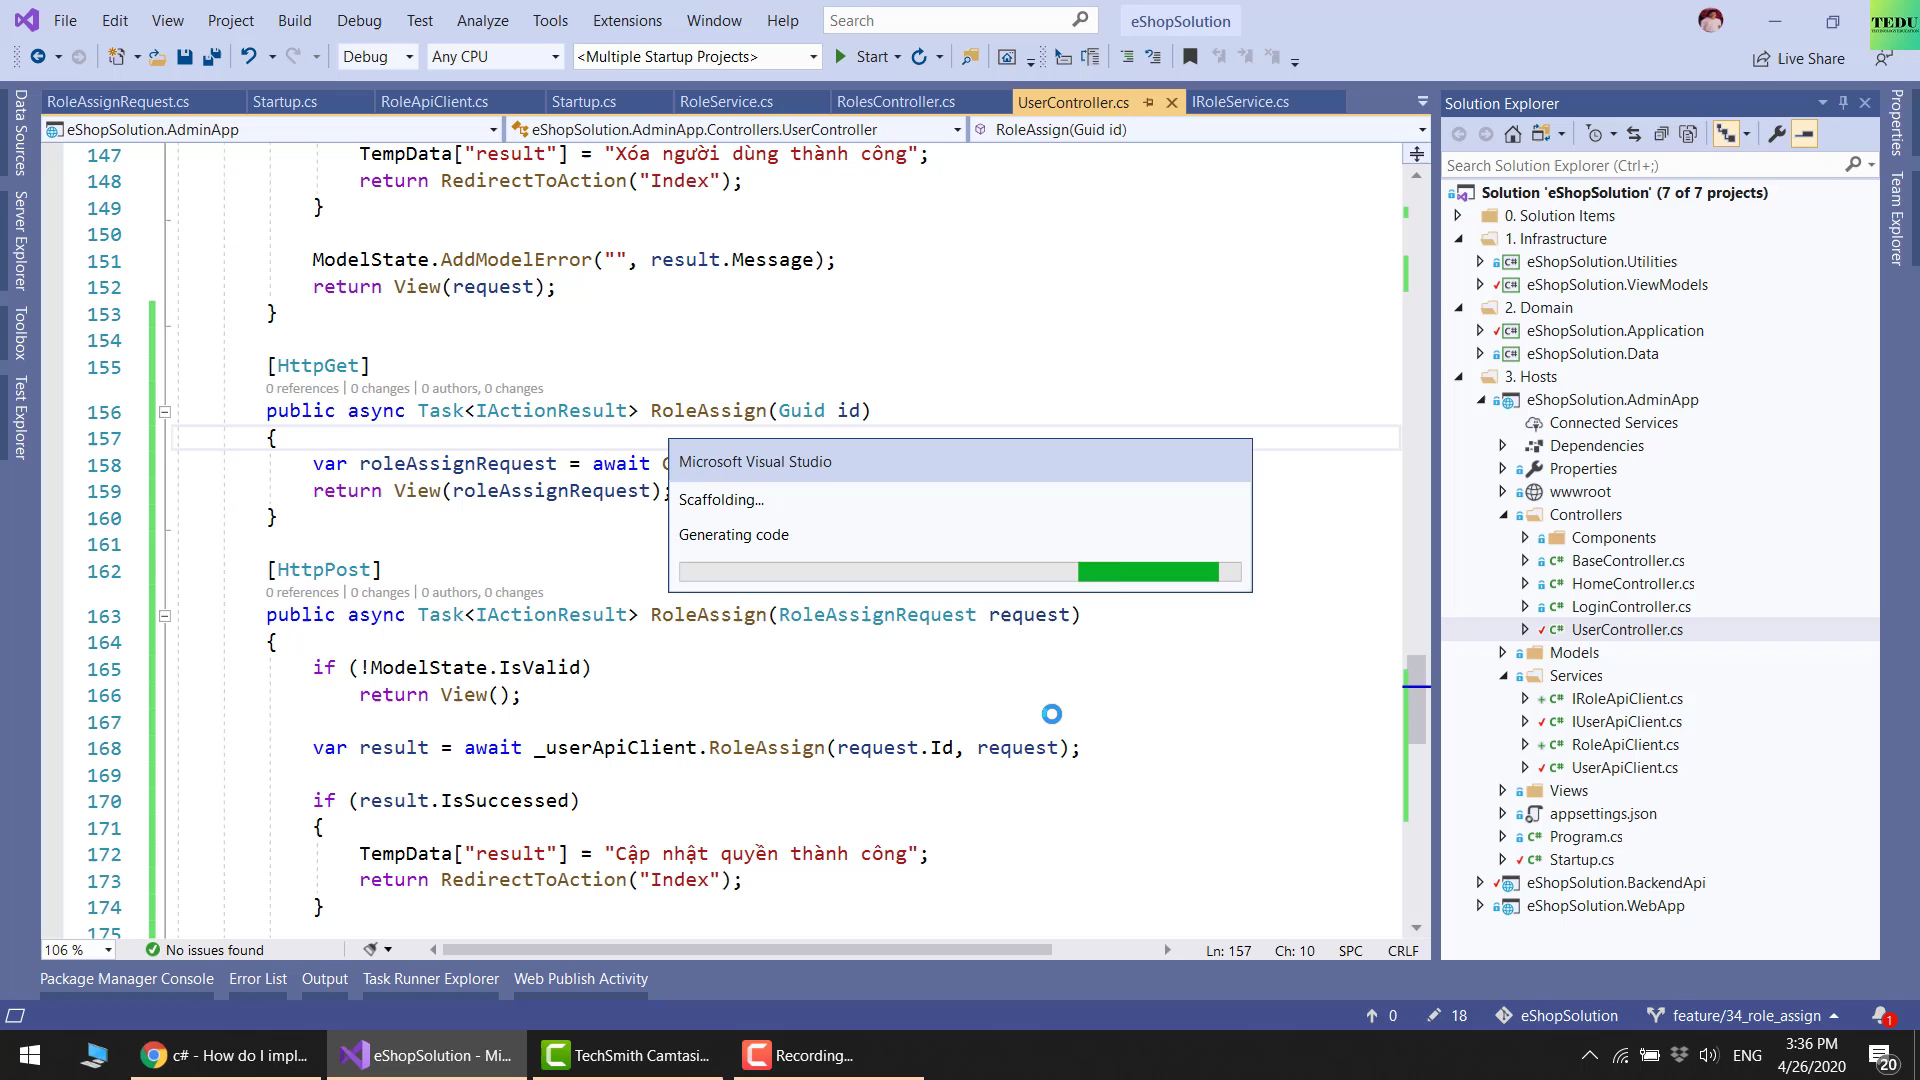 File Edit View Project Build Debug Test Analyze Tools Extensions Window Help Search eShopSolution
TEDU
Debug Any CPU <Multiple Startup Projects> Start Live Share
RoleAssignRequest.cs Startup.cs RoleApiClient.cs Startup.cs RoleService.cs RolesController.cs UserController.cs IRoleService.cs
eShopSolution.AdminApp eShopSolution.AdminApp.Controllers.UserController RoleAssign(Guid id)
Data Sources
Server Explorer
Toolbox
Test Explorer
147 TempData["result"] = "Xóa người dùng thành công";
148 return RedirectToAction("Index");
149 }
150
151 ModelState.AddModelError("", result.Message);
152 return View(request);
153 }
154
155 [HttpGet]
0 references | 0 changes | 0 authors, 0 changes
156 public async Task<IActionResult> RoleAssign(Guid id)
157 {
158 var roleAssignRequest = await
159 return View(roleAssignRequest);
160 }
161
162 [HttpPost]
0 references | 0 changes | 0 authors, 0 changes
163 public async Task<IActionResult> RoleAssign(RoleAssignRequest request)
164 {
165 if (!ModelState.IsValid)
166 return View();
167
168 var result = await _userApiClient.RoleAssign(request.Id, request);
169
170 if (result.IsSuccessed)
171 {
172 TempData["result"] = "Cập nhật quyền thành công";
173 return RedirectToAction("Index");
174 }
175
Microsoft Visual Studio
Scaffolding...
Generating code
106 % No issues found Ln: 157 Ch: 10 SPC CRLF
Solution Explorer
Search Solution Explorer (Ctrl+;)
Solution 'eShopSolution' (7 of 7 projects)
0. Solution Items
1. Infrastructure
eShopSolution.Utilities
eShopSolution.ViewModels
2. Domain
eShopSolution.Application
eShopSolution.Data
3. Hosts
eShopSolution.AdminApp
Connected Services
Dependencies
Properties
wwwroot
Controllers
Components
BaseController.cs
HomeController.cs
LoginController.cs
UserController.cs
Models
Services
IRoleApiClient.cs
IUserApiClient.cs
RoleApiClient.cs
UserApiClient.cs
Views
appsettings.json
Program.cs
Startup.cs
eShopSolution.BackendApi
eShopSolution.WebApp
Properties
Team Explorer
Package Manager Console Error List Output Task Runner Explorer Web Publish Activity
0 18 eShopSolution feature/34_role_assign 1
c# - How do I impl... eShopSolution - Mi... TechSmith Camtasi... Recording... ENG 3:36 PM 20
4/26/2020